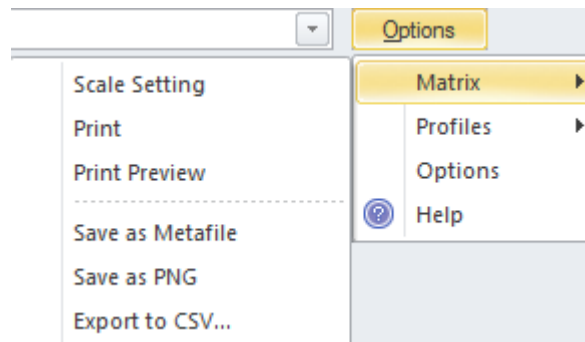 Options
Matrix
Profiles
Options
Help
Scale Setting
Print
Print Preview
Save as Metafile
Save as PNG
Export to CSV...